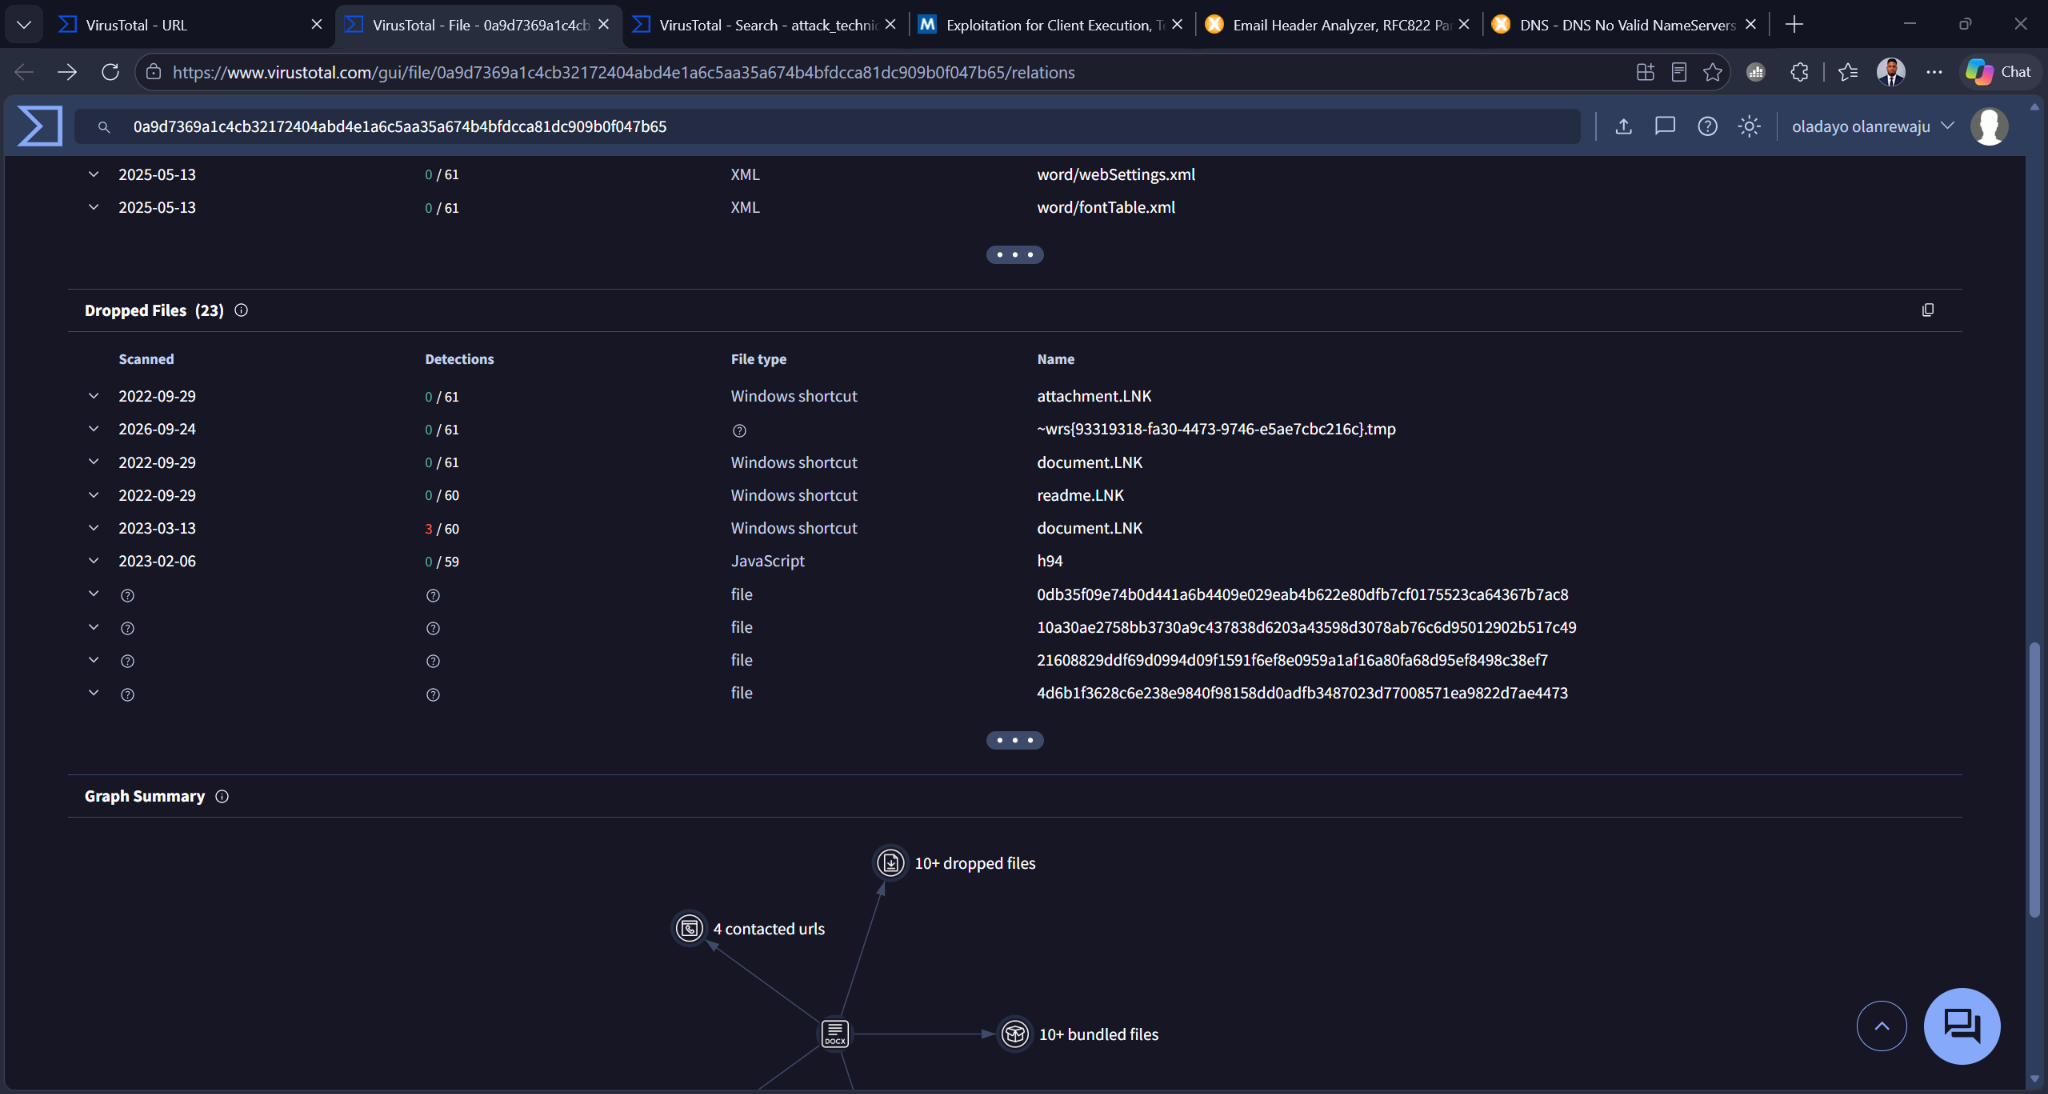 VirusTotal - URL
VirusTotal - File - 0a9d7369a1c4cb
VirusTotal - Search - attack_technic
M Exploitation for Client Execution, T
Email Header Analyzer, RFC822 Pa
DNS - DNS No Valid NameServers
https://www.virustotal.com/gui/file/0a9d7369a1c4cb32172404abd4e1a6c5aa35a674b4bfdcca81dc909b0f047b65/relations
Chat
0a9d7369a1c4cb32172404abd4e1a6c5aa35a674b4bfdcca81dc909b0f047b65
oladayo olanrewaju
2025-05-13 0 / 61 XML word/webSettings.xml
2025-05-13 0 / 61 XML word/fontTable.xml
Dropped Files (23)
Scanned Detections File type Name
2022-09-29 0 / 61 Windows shortcut attachment.LNK
2026-09-24 0 / 61 ? ~wrs{93319318-fa30-4473-9746-e5ae7cbc216c}.tmp
2022-09-29 0 / 61 Windows shortcut document.LNK
2022-09-29 0 / 60 Windows shortcut readme.LNK
2023-03-13 3 / 60 Windows shortcut document.LNK
2023-02-06 0 / 59 JavaScript h94
? ? file 0db35f09e74b0d441a6b4409e029eab4b622e80dfb7cf0175523ca64367b7ac8
? ? file 10a30ae2758bb3730a9c437838d6203a43598d3078ab76c6d95012902b517c49
? ? file 21608829ddf69d0994d09f1591f6ef8e0959a1af16a80fa68d95ef8498c38ef7
? ? file 4d6b1f3628c6e238e9840f98158dd0adfb3487023d77008571ea9822d7ae4473
Graph Summary
10+ dropped files
4 contacted urls
DOCX
10+ bundled files